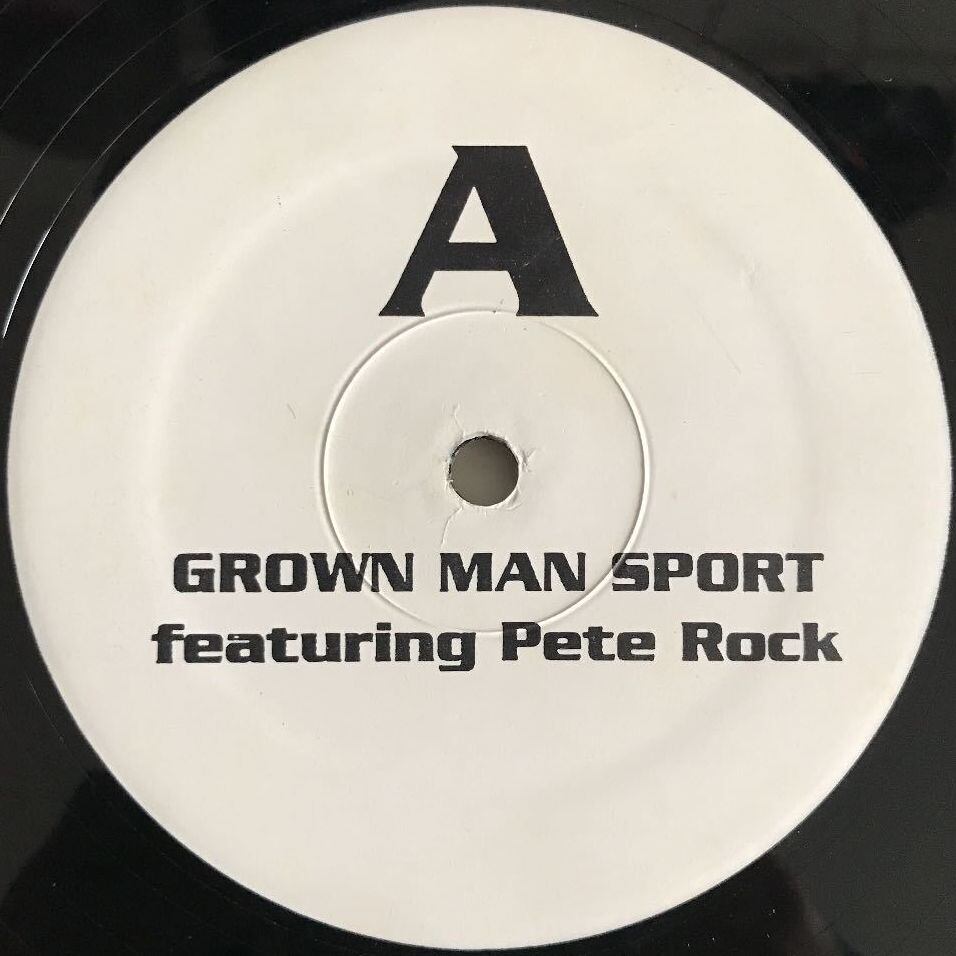 A
GROWN MAN SPORT
featuring Pete Rock